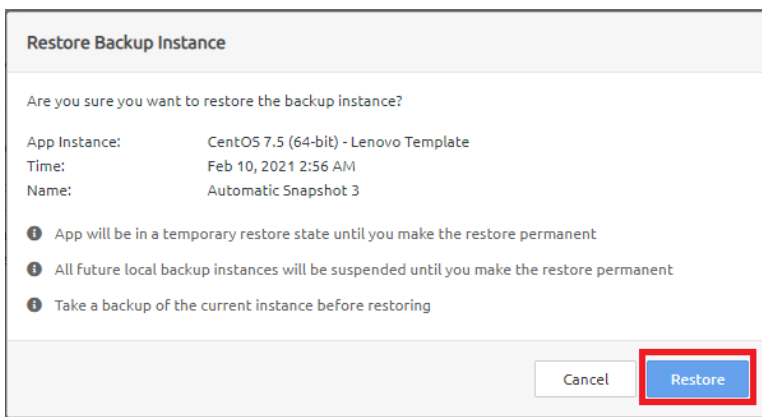 Restore Backup Instance
Are you sure you want to restore the backup instance?
App Instance: CentOS 7.5 (64-bit) - Lenovo Template
Time: Feb 10, 2021 2:56 AM
Name: Automatic Snapshot 3
App will be in a temporary restore state until you make the restore permanent
All future local backup instances will be suspended until you make the restore permanent
Take a backup of the current instance before restoring
Cancel Restore